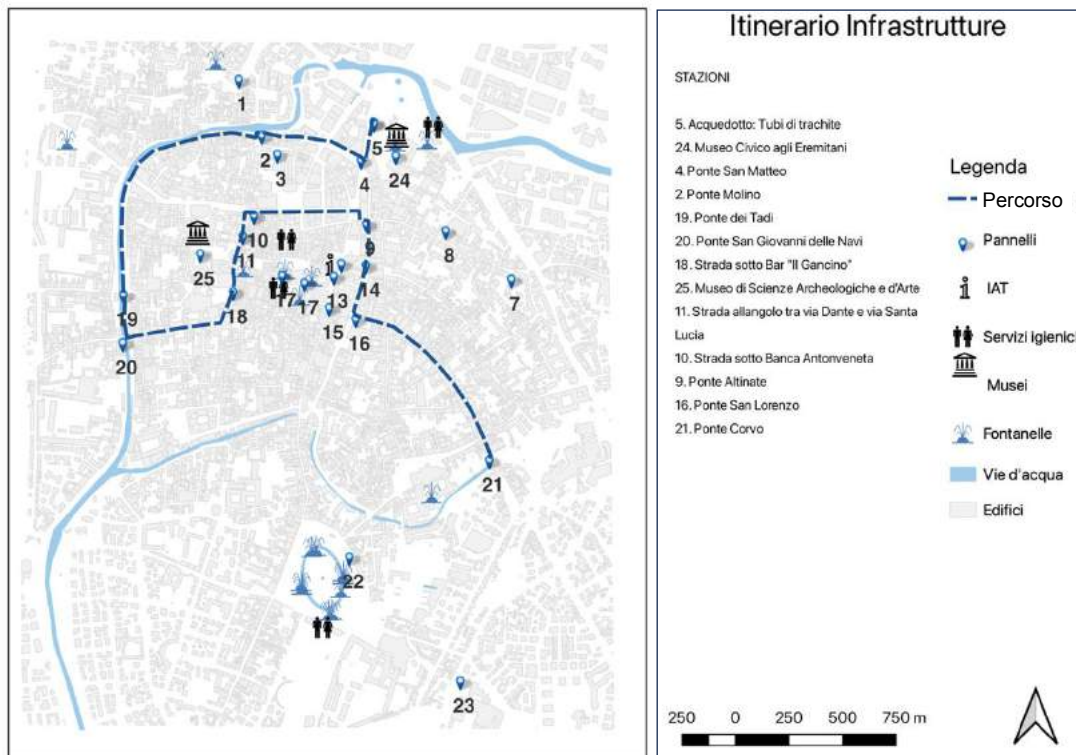 1
2
3
4
5
24
8
7
10
11
9
25
13
14
17
17
18
15
16
19
20
21
22
23
Itinerario Infrastrutture
STAZIONI
5. Acquedotto: Tubi di trachite
24. Museo Civico agli Eremitani
4. Ponte San Matteo
2. Ponte Molino
19. Ponte dei Tadi
20. Ponte San Giovanni delle Navi
18. Strada sotto Bar "Il Gancino"
25. Museo di Scienze Archeologiche e d'Arte
11. Strada allangolo tra via Dante e via Santa
Lucia
10. Strada sotto Banca Antonveneta
9. Ponte Altinate
16. Ponte San Lorenzo
21. Ponte Corvo
Legenda
Percorso
Pannelli
IAT
Servizi igienici
Musei
Fontanelle
Vie d'acqua
Edifici
250 0 250 500 750 m